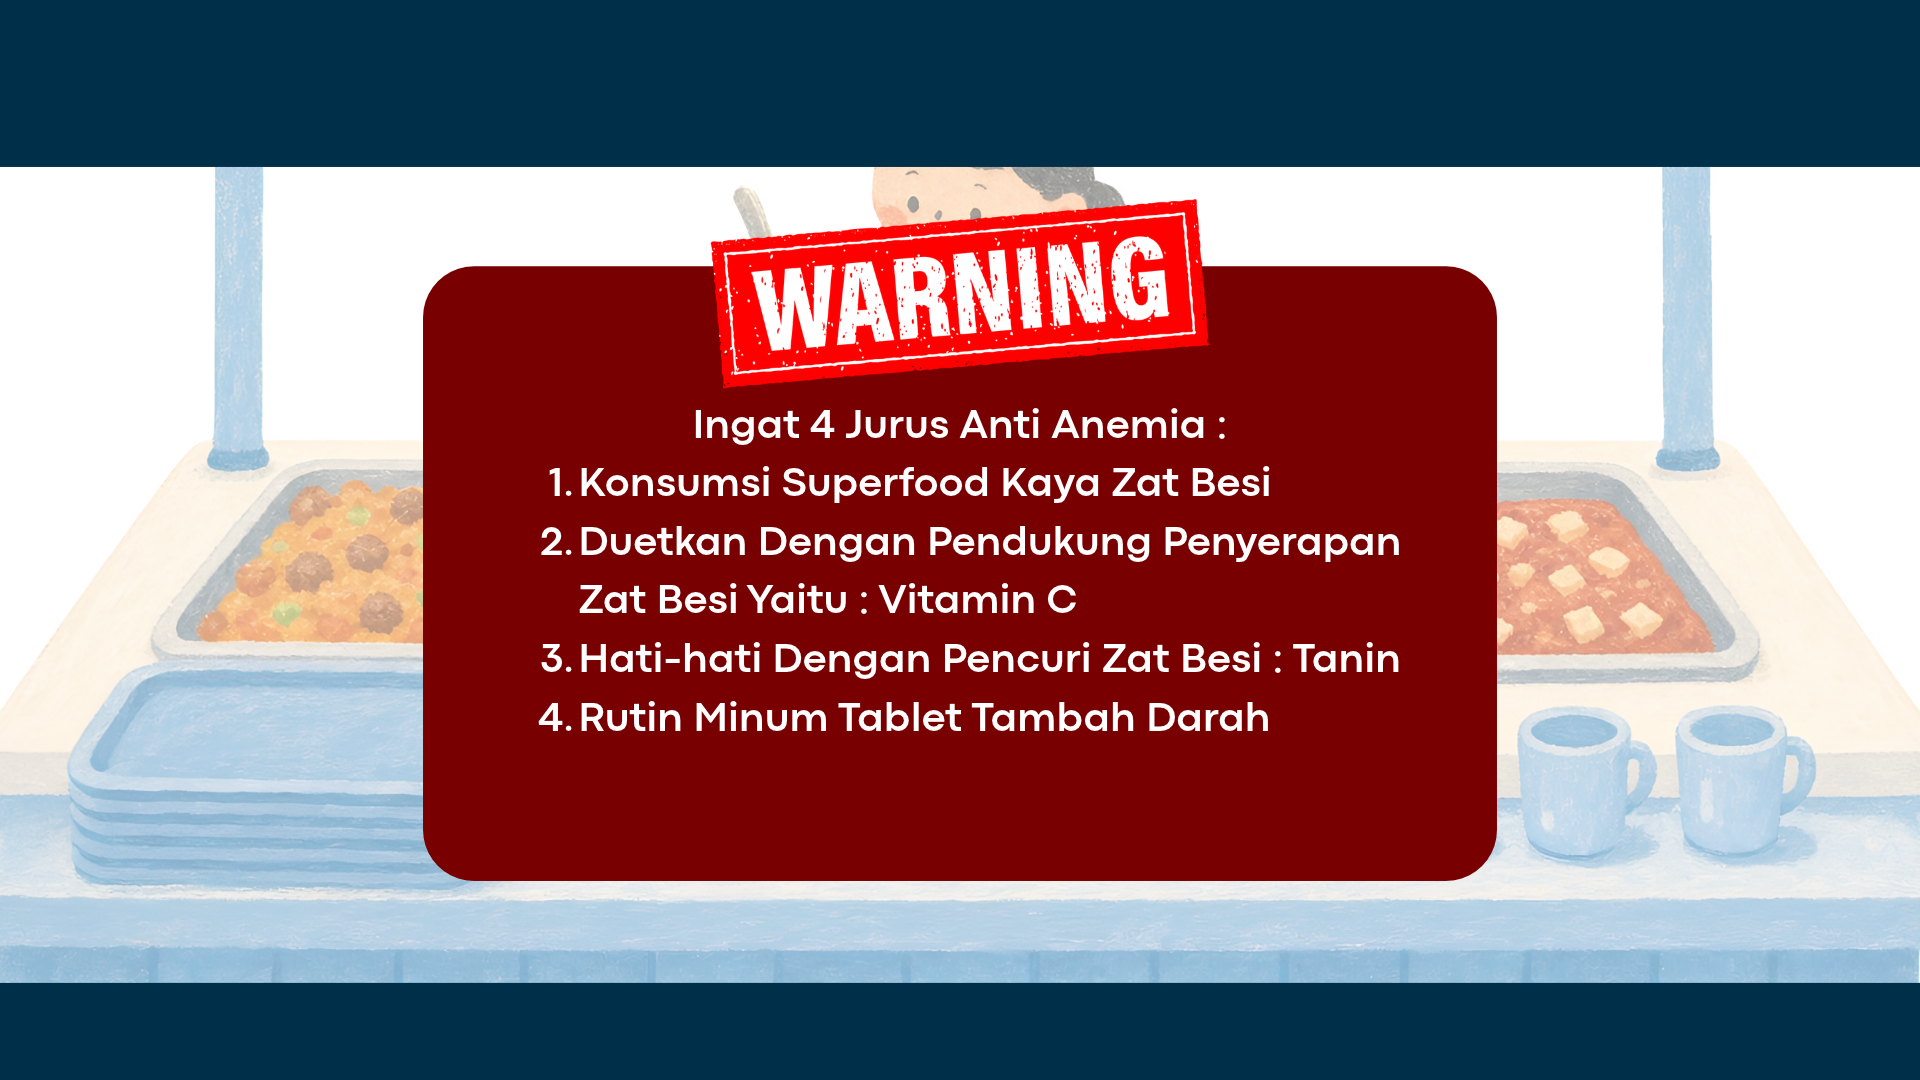 WARNING
Ingat 4 Jurus Anti Anemia :
1. Konsumsi Superfood Kaya Zat Besi
2. Duetkan Dengan Pendukung Penyerapan
Zat Besi Yaitu : Vitamin C
3. Hati-hati Dengan Pencuri Zat Besi : Tanin
4. Rutin Minum Tablet Tambah Darah